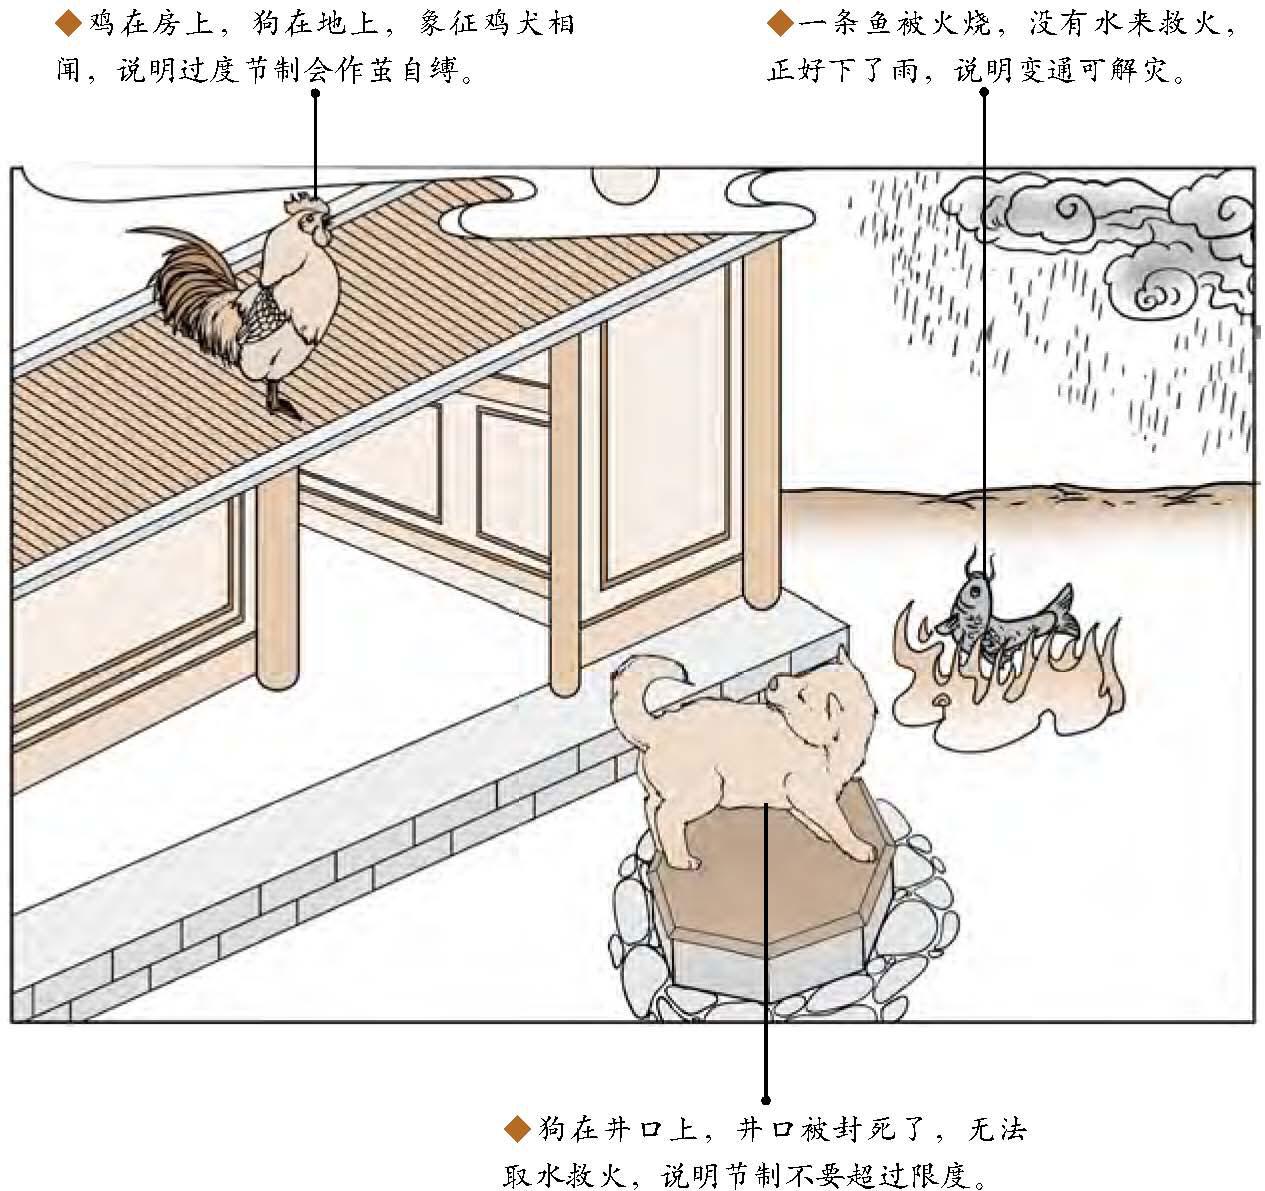 ◆鸡在房上，狗在地上，象征鸡犬相
闻，说明过度节制会作茧自缚。
◆一条鱼被火烧，没有水来救火，
正好下了雨，说明变通可解灾。
◆狗在井口上，井口被封死了，无法
取水救火，说明节制不要超过限度。